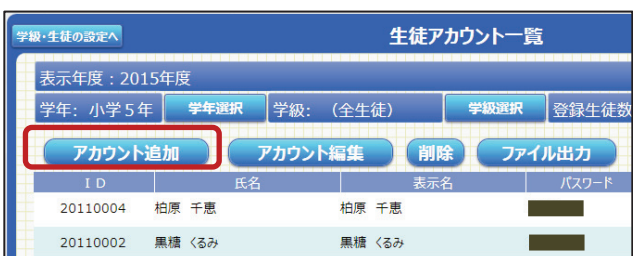 学級・生徒の設定へ 生徒アカウント一覧
表示年度：2015年度
学年: 小学５年 学年選択 学級: （全生徒） 学級選択 登録生徒数
アカウント追加 アカウント編集 削除 ファイル出力
ＩＤ 氏名 表示名 パスワード
20110004 柏原 千恵 柏原 千恵
20110002 黒糖 くるみ 黒糖 くるみ